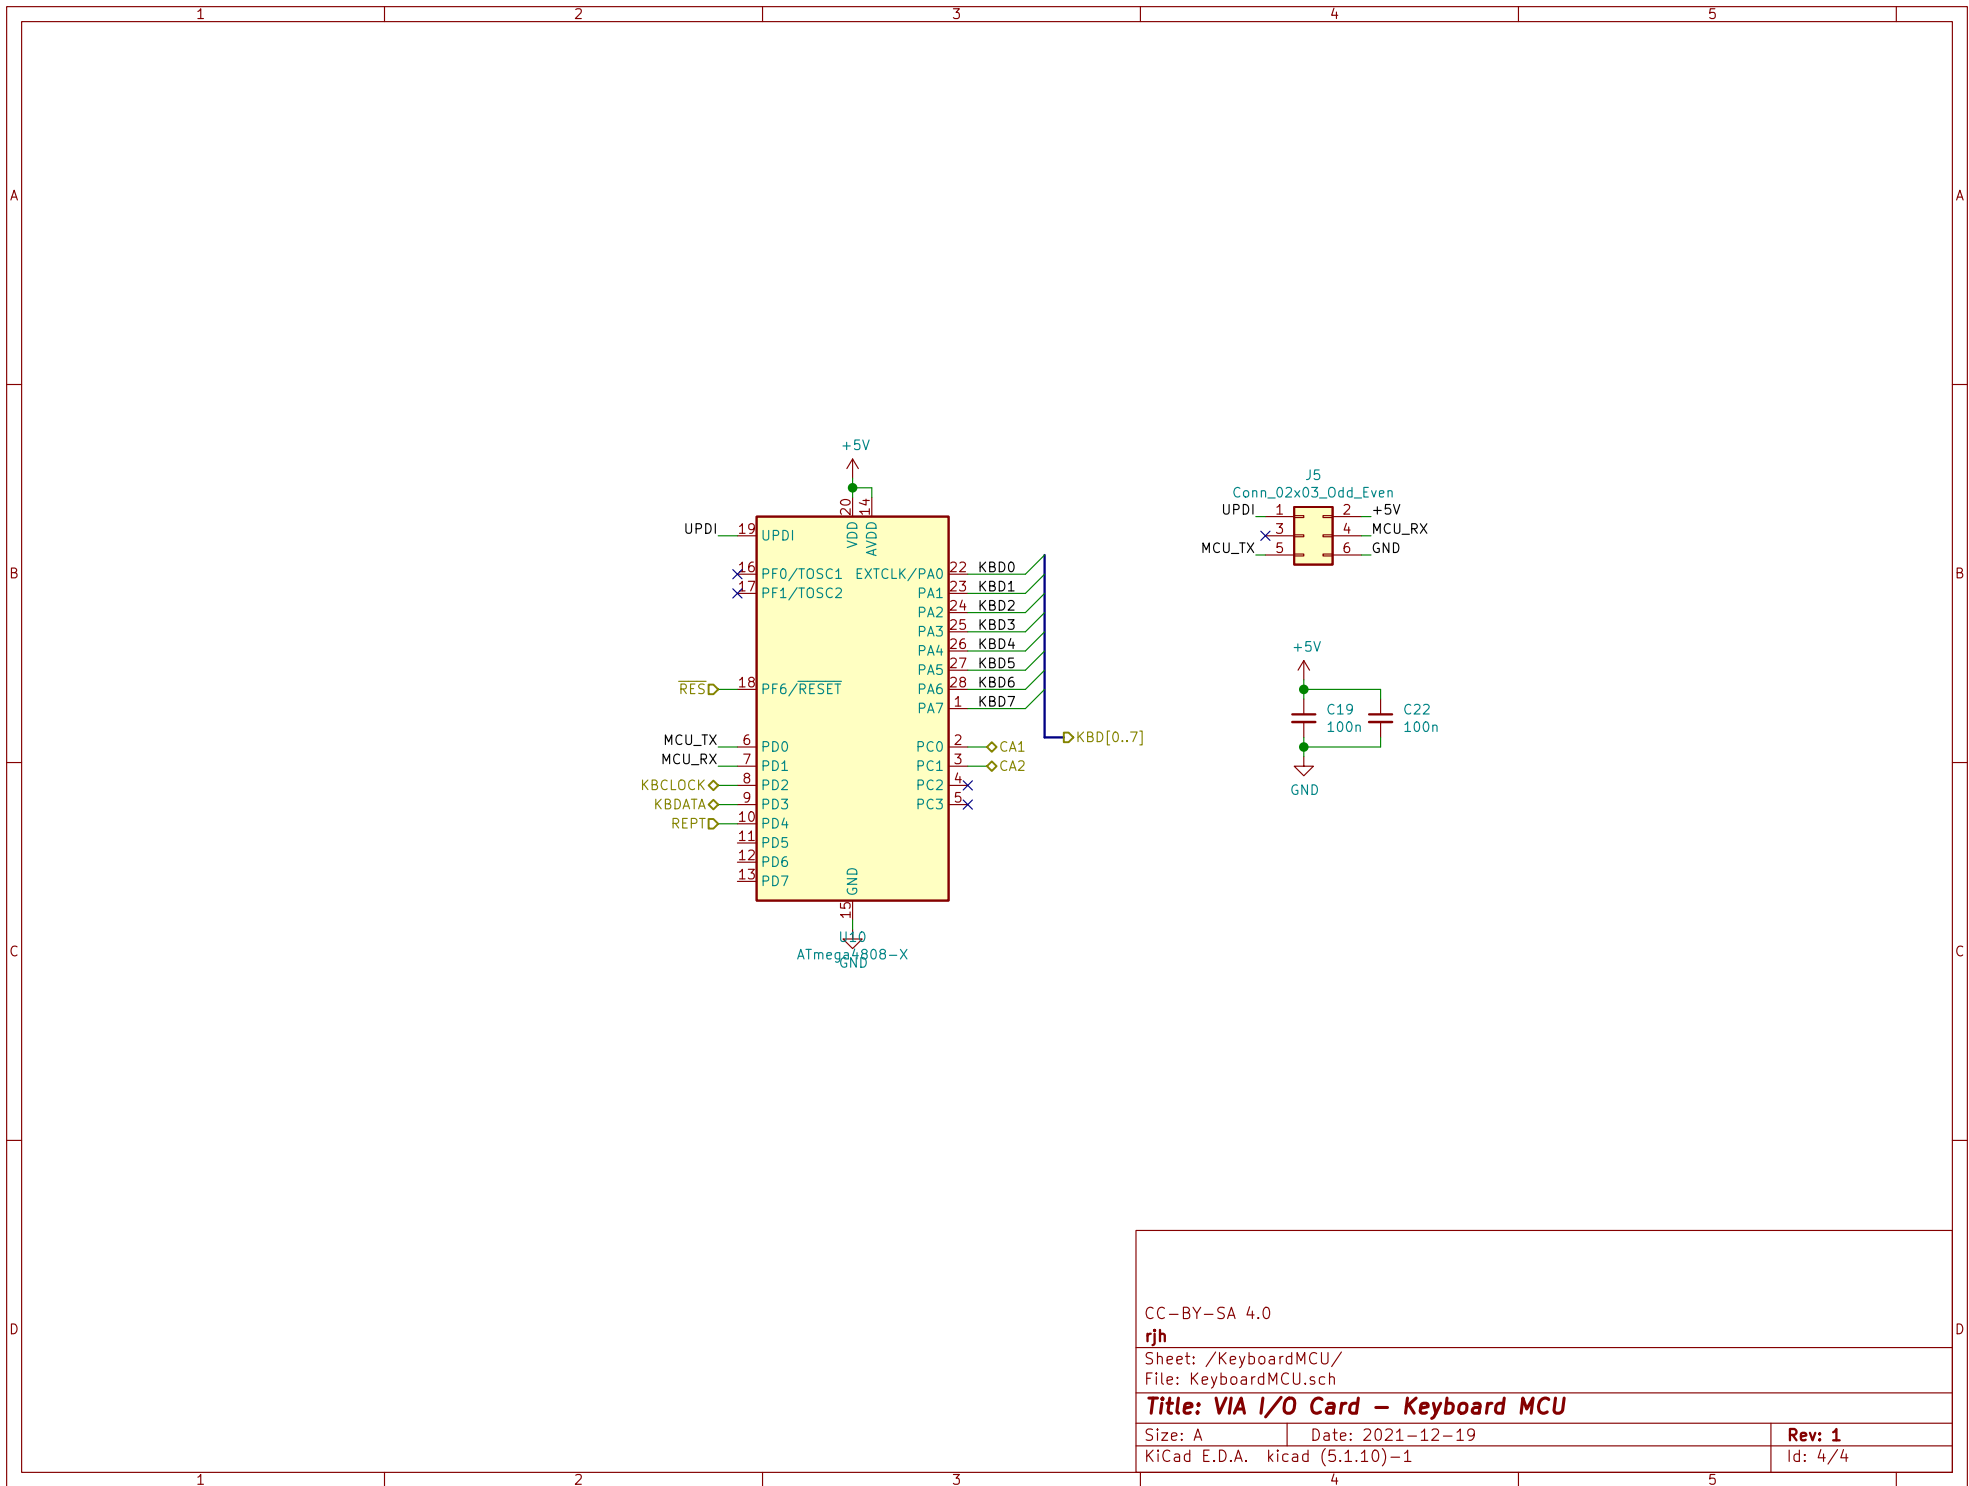 1 2 3 4 5
A A
B B
C C
D D
+5V
20 VDD
14 AVDD
UPDI 19 UPDI
16 PF0/TOSC1
17 PF1/TOSC2
RES 18 PF6/RESET
MCU_TX 6 PD0
MCU_RX 7 PD1
KBCLOCK 8 PD2
KBDATA 9 PD3
REPT 10 PD4
11 PD5
12 PD6
13 PD7
EXTCLK/PA0 22 KBD0
PA1 23 KBD1
PA2 24 KBD2
PA3 25 KBD3
PA4 26 KBD4
PA5 27 KBD5
PA6 28 KBD6
PA7 1 KBD7
KBD[0..7]
PC0 2 CA1
PC1 3 CA2
PC2 4
PC3 5
GND 15
U10
ATmega4808-X
GND
J5
Conn_02x03_Odd_Even
UPDI 1 2 +5V
3 4 MCU_RX
MCU_TX 5 6 GND
+5V
C19 C22
100n 100n
GND
CC-BY-SA 4.0
rjh
Sheet: /KeyboardMCU/
File: KeyboardMCU.sch
Title: VIA I/O Card – Keyboard MCU
Size: A Date: 2021-12-19 Rev: 1
KiCad E.D.A. kicad (5.1.10)-1 Id: 4/4
1 2 3 4 5